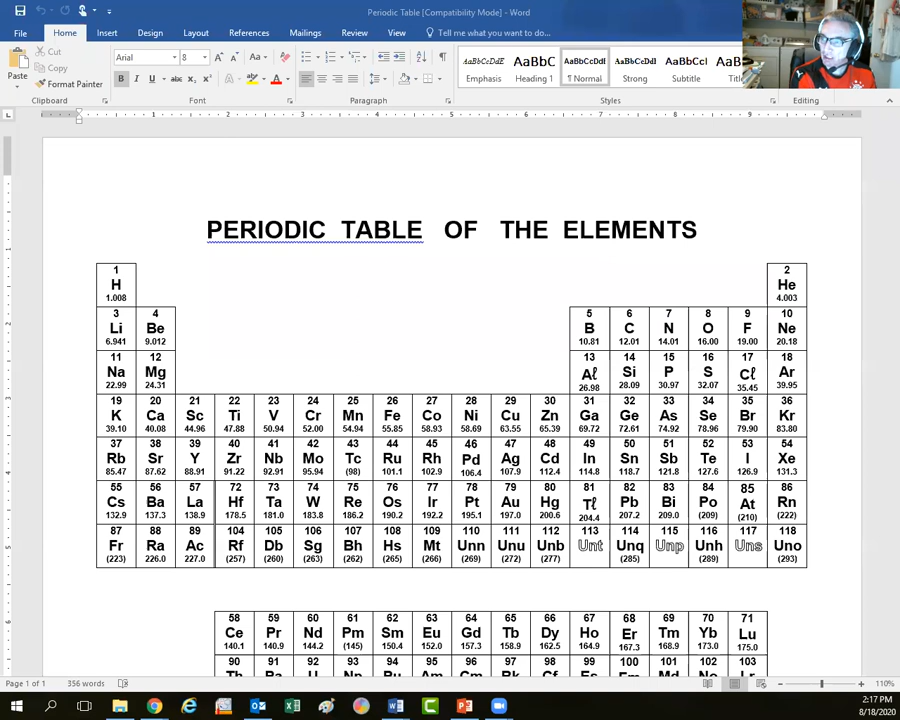 Periodic Table [Compatibility Mode] - Word
File Home Insert Design Layout References Mailings Review View Tell me what you want to do...
Paste Cut Copy Format Painter
Arial 8 Aa
B I U abc x₂ x² A A
AaBbCcDdE AaBbC AaBbCcDdI AaBbCcDdE AaBbCcI AaB
Emphasis Heading 1 ¶ Normal Strong Subtitle Title
Clipboard Font Paragraph Styles Editing
1 2 3 4 5 6 7 8 9
PERIODIC TABLE OF THE ELEMENTS
1 2
H He
1.008 4.003
3 4 5 6 7 8 9 10
Li Be B C N O F Ne
6.941 9.012 10.81 12.01 14.01 16.00 19.00 20.18
11 12 13 14 15 16 17 18
Na Mg Aℓ Si P S Cℓ Ar
22.99 24.31 26.98 28.09 30.97 32.07 35.45 39.95
19 20 21 22 23 24 25 26 27 28 29 30 31 32 33 34 35 36
K Ca Sc Ti V Cr Mn Fe Co Ni Cu Zn Ga Ge As Se Br Kr
39.10 40.08 44.96 47.88 50.94 52.00 54.94 55.85 58.93 58.69 63.55 65.39 69.72 72.61 74.92 78.96 79.90 83.80
37 38 39 40 41 42 43 44 45 46 47 48 49 50 51 52 53 54
Rb Sr Y Zr Nb Mo Tc Ru Rh Pd Ag Cd In Sn Sb Te I Xe
85.47 87.62 88.91 91.22 92.91 95.94 (98) 101.1 102.9 106.4 107.9 112.4 114.8 118.7 121.8 127.6 126.9 131.3
55 56 57 72 73 74 75 76 77 78 79 80 81 82 83 84 85 86
Cs Ba La Hf Ta W Re Os Ir Pt Au Hg Tℓ Pb Bi Po At Rn
132.9 137.3 138.9 178.5 181.0 183.8 186.2 190.2 192.2 195.1 197.0 200.6 204.4 207.2 209.0 (209) (210) (222)
87 88 89 104 105 106 107 108 109 110 111 112 113 114 115 116 117 118
Fr Ra Ac Rf Db Sg Bh Hs Mt Unn Unu Unb Unt Unq Unp Unh Uns Uno
(223) 226.0 227.0 (257) (260) (263) (262) (265) (266) (269) (272) (277) (285) (289) (293)
58 59 60 61 62 63 64 65 66 67 68 69 70 71
Ce Pr Nd Pm Sm Eu Gd Tb Dy Ho Er Tm Yb Lu
140.1 140.9 144.2 (145) 150.4 152.0 157.3 158.9 162.5 164.9 167.3 168.9 173.0 175.0
90 91 92 93 94 95 96 97 98 99 100 101 102 103
Page 1 of 1 356 words 110%
2:17 PM
8/18/2020